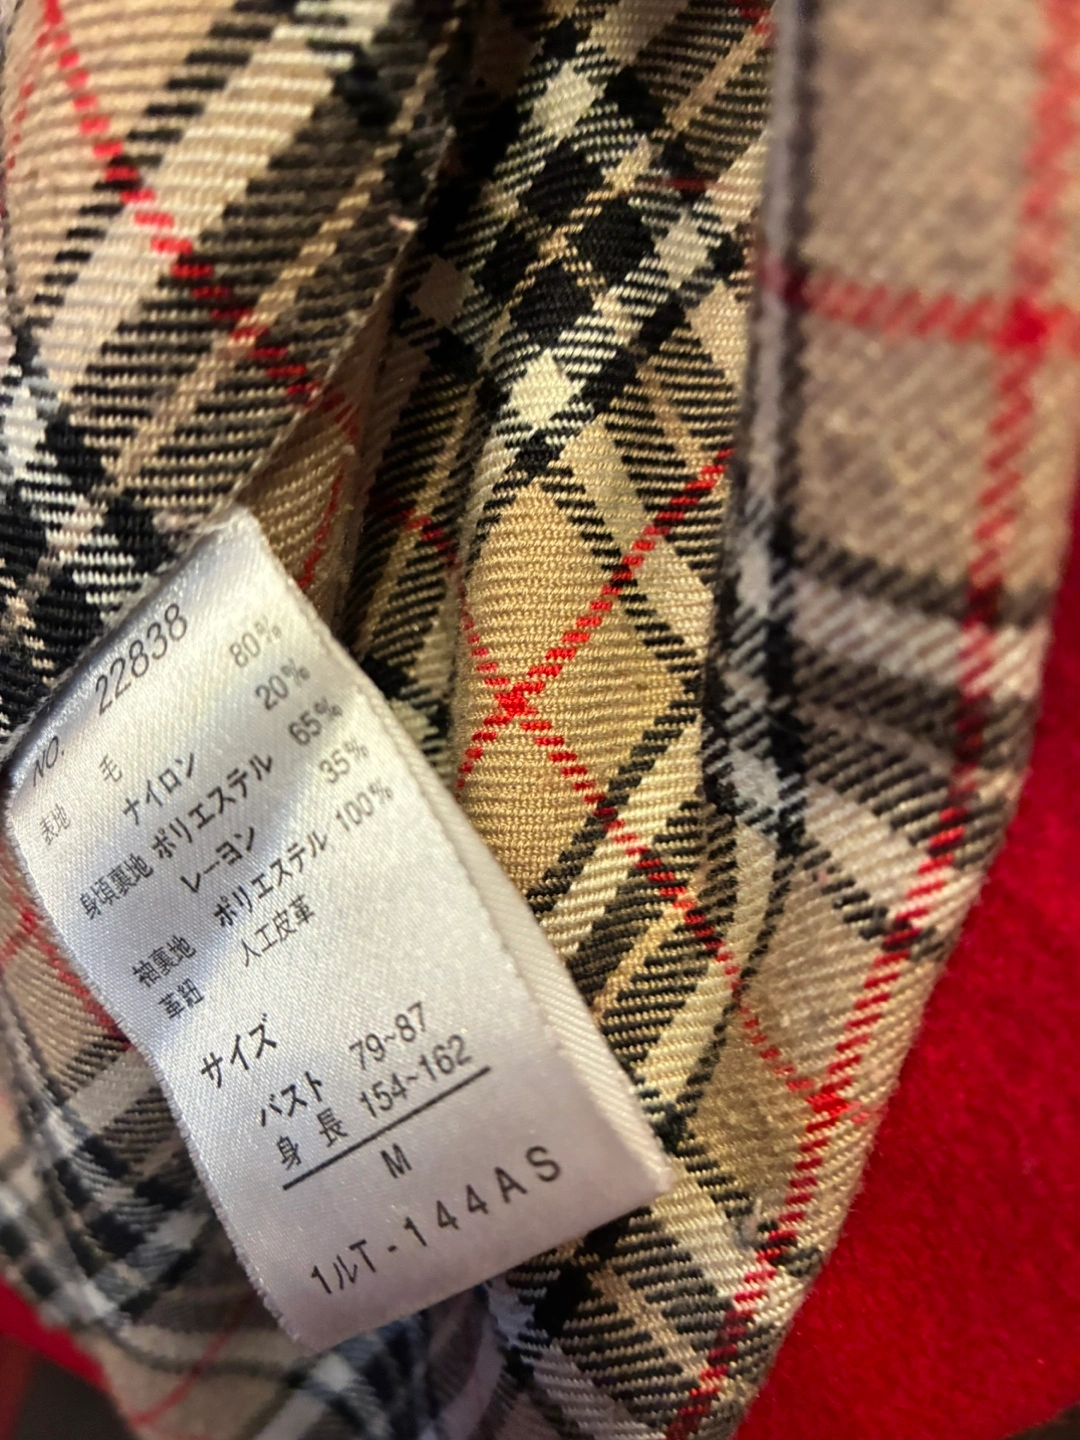 NO. 22838
表地 毛 80%
ナイロン 20%
身頃裏地 ポリエステル 65%
レーヨン 35%
袖裏地 ポリエステル 100%
革紐 人工皮革
サイズ
バスト 79~87
身長 154~162
M
1ルT-144AS